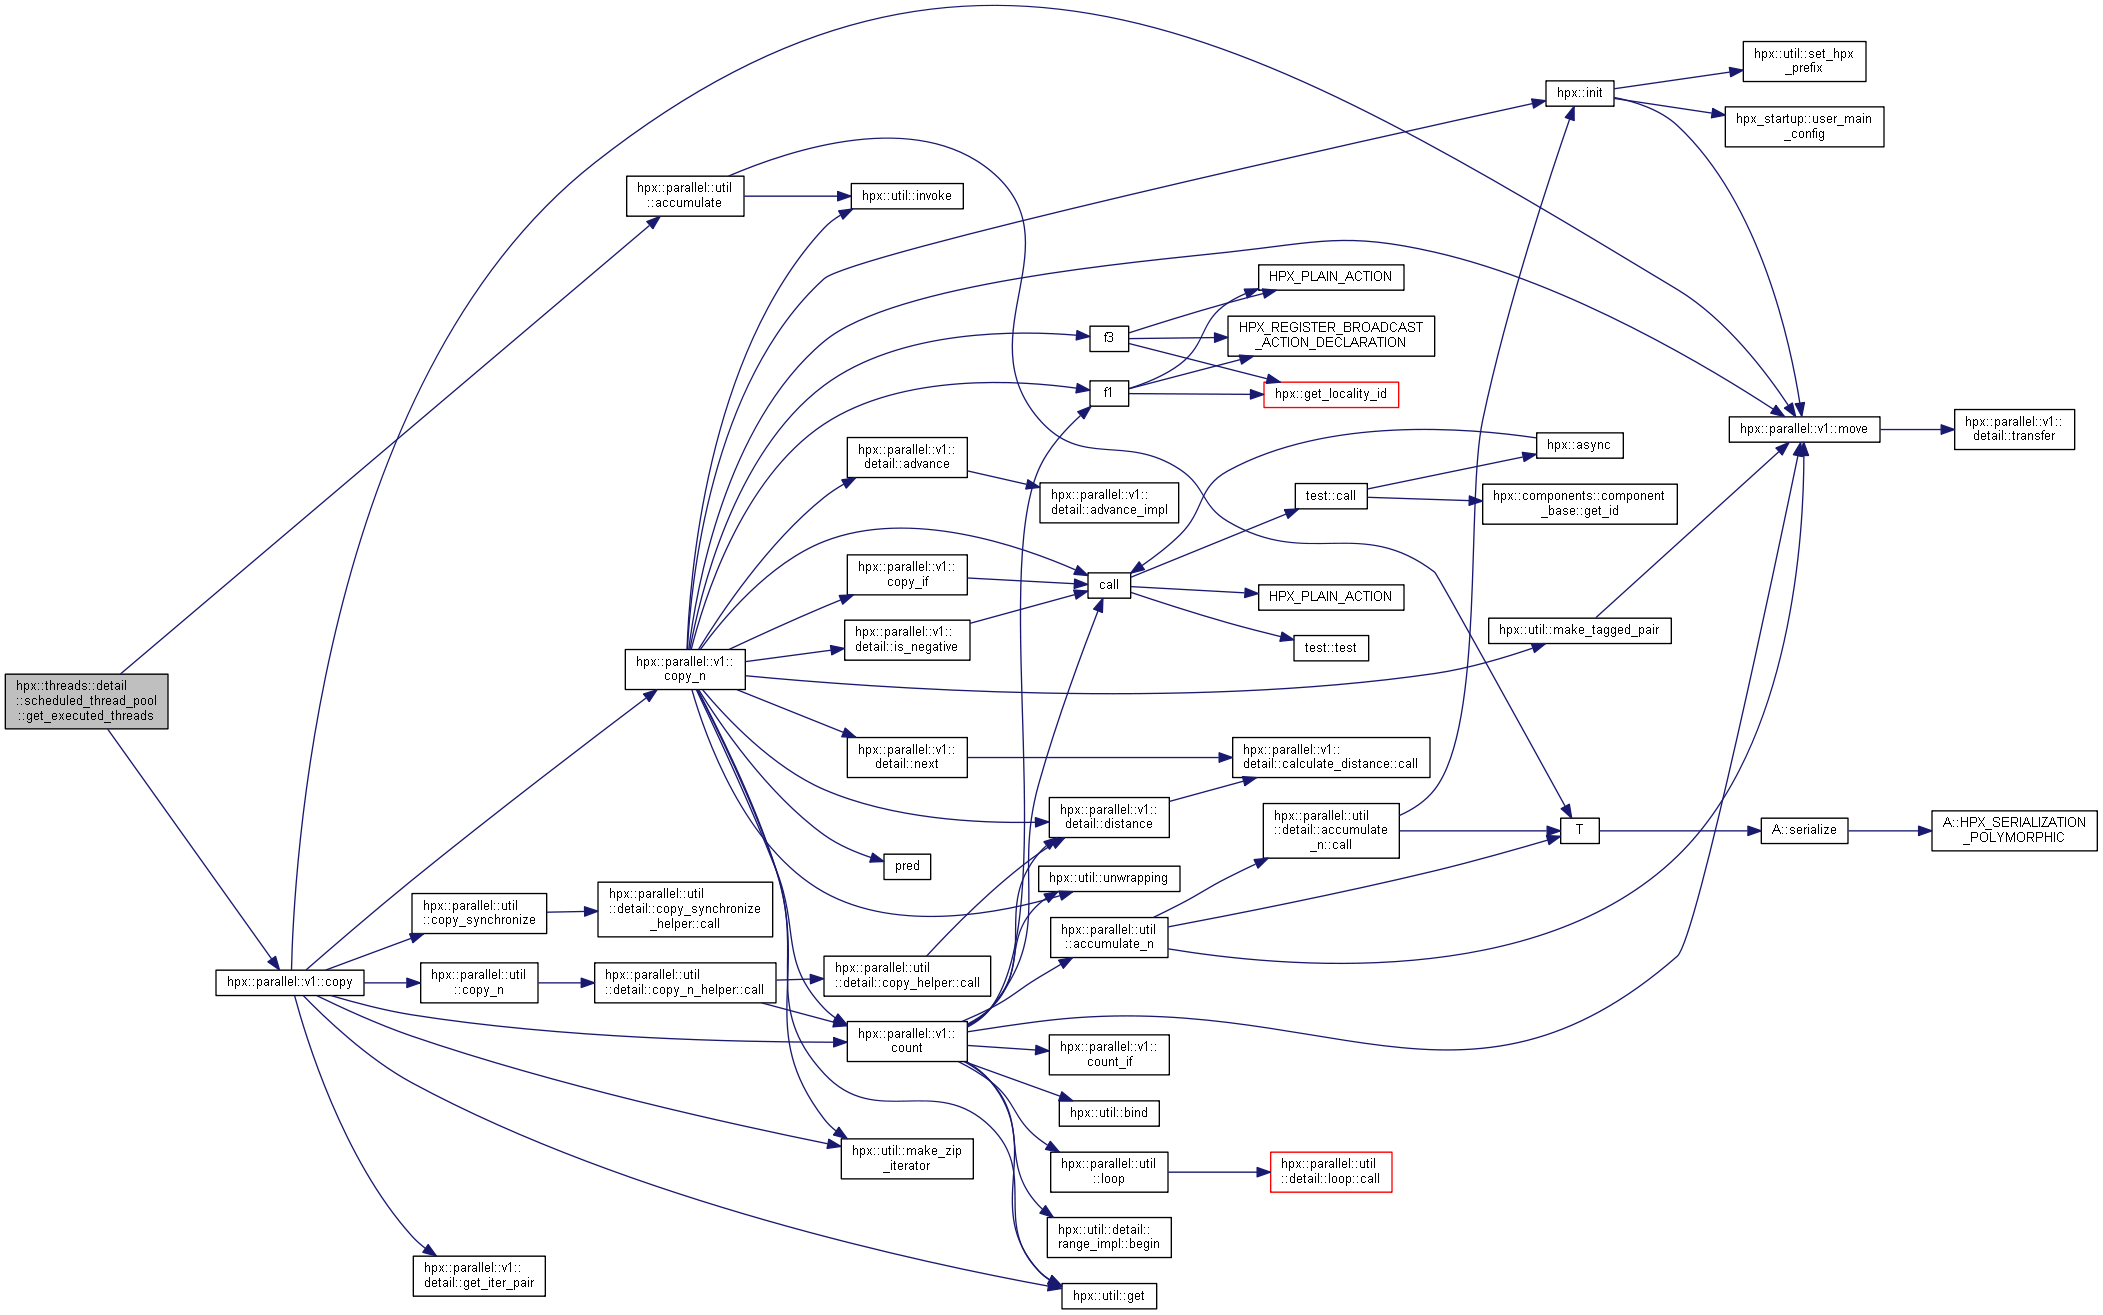 hpx::threads::detail
::scheduled_thread_pool
::get_executed_threads
hpx::parallel::util
::accumulate
hpx::parallel::v1::copy
hpx::util::invoke
hpx::parallel::v1::
copy_n
hpx::parallel::util
::copy_synchronize
hpx::parallel::util
::detail::copy_synchronize
_helper::call
hpx::parallel::util
::copy_n
hpx::parallel::util
::detail::copy_n_helper::call
hpx::parallel::v1::
detail::get_iter_pair
hpx::parallel::v1::
detail::advance
hpx::parallel::v1::
detail::advance_impl
hpx::parallel::v1::
copy_if
hpx::parallel::v1::
detail::is_negative
hpx::parallel::v1::
detail::next
pred
hpx::parallel::util
::detail::copy_helper::call
hpx::parallel::v1::
count
hpx::util::make_zip
_iterator
f3
f1
call
hpx::parallel::v1::
detail::distance
hpx::util::unwrapping
hpx::parallel::util
::accumulate_n
hpx::parallel::v1::
count_if
hpx::util::bind
hpx::parallel::util
::loop
hpx::util::detail::
range_impl::begin
hpx::util::get
HPX_PLAIN_ACTION
HPX_REGISTER_BROADCAST
_ACTION_DECLARATION
hpx::get_locality_id
test::call
HPX_PLAIN_ACTION
test::test
hpx::parallel::v1::
detail::calculate_distance::call
hpx::parallel::util
::detail::accumulate
_n::call
hpx::parallel::util
::detail::loop::call
hpx::init
hpx::async
hpx::components::component
_base::get_id
hpx::util::make_tagged_pair
T
hpx::util::set_hpx
_prefix
hpx_startup::user_main
_config
hpx::parallel::v1::move
hpx::parallel::v1::
detail::transfer
A::serialize
A::HPX_SERIALIZATION
_POLYMORPHIC